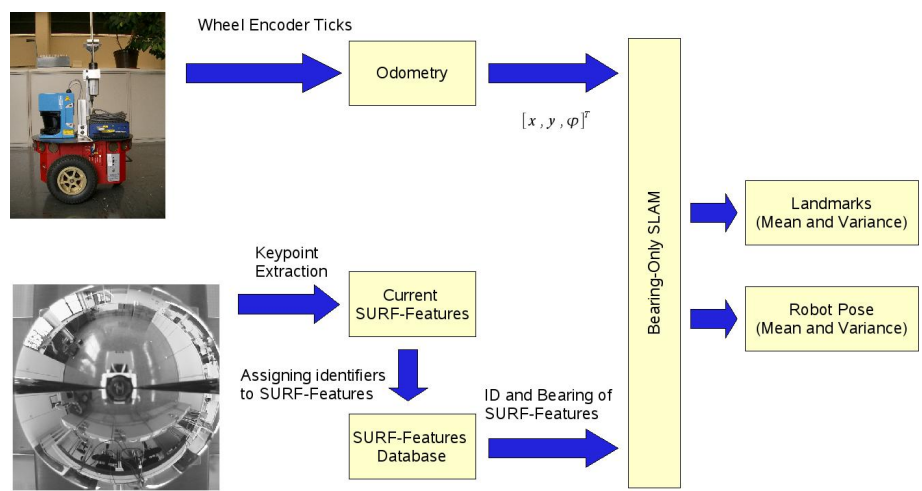 Wheel Encoder Ticks
Odometry
[x , y , φ]ᵀ
Keypoint
Extraction
Current
SURF-Features
Assigning identifiers
to SURF-Features
SURF-Features
Database
ID and Bearing of
SURF-Features
Bearing-Only SLAM
Landmarks
(Mean and Variance)
Robot Pose
(Mean and Variance)